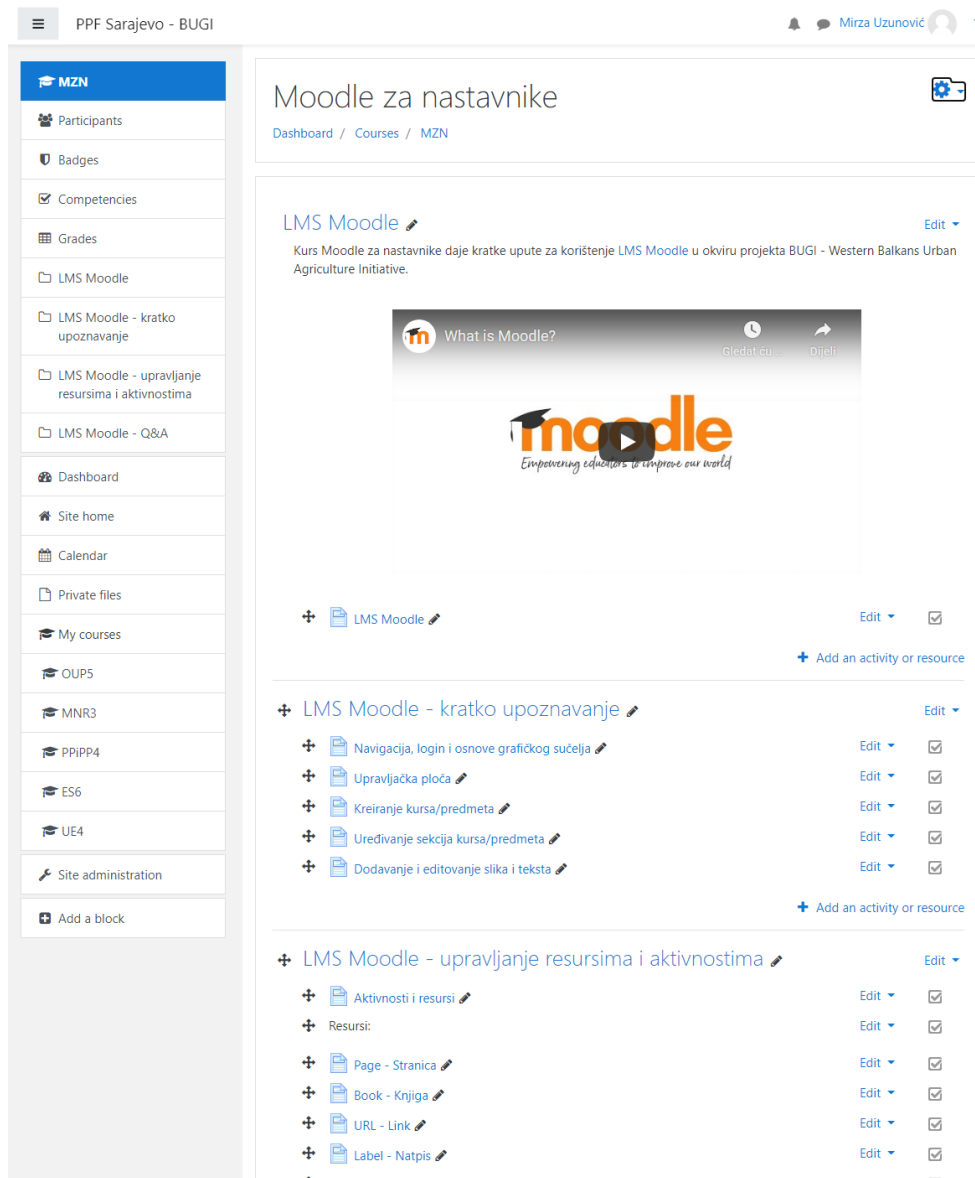 PPF Sarajevo - BUGI
Mirza Uzunović
MZN
Participants
Badges
Competencies
Grades
LMS Moodle
LMS Moodle - kratko
upoznavanje
LMS Moodle - upravljanje
resursima i aktivnostima
LMS Moodle - Q&A
Dashboard
Site home
Calendar
Private files
My courses
OUP5
MNR3
PPiPP4
ES6
UE4
Site administration
Add a block
Moodle za nastavnike
Dashboard / Courses / MZN
LMS Moodle Edit
Kurs Moodle za nastavnike daje kratke upute za korištenje LMS Moodle u okviru projekta BUGI - Western Balkans Urban
Agriculture Initiative.
What is Moodle?
Gledat ću ... Dijeli
moodle
Empowering educators to improve our world
LMS Moodle Edit
Add an activity or resource
LMS Moodle - kratko upoznavanje Edit
Navigacija, login i osnove grafičkog sučelja Edit
Upravljačka ploča Edit
Kreiranje kursa/predmeta Edit
Uređivanje sekcija kursa/predmeta Edit
Dodavanje i editovanje slika i teksta Edit
Add an activity or resource
LMS Moodle - upravljanje resursima i aktivnostima Edit
Aktivnosti i resursi Edit
Resursi: Edit
Page - Stranica Edit
Book - Knjiga Edit
URL - Link Edit
Label - Natpis Edit